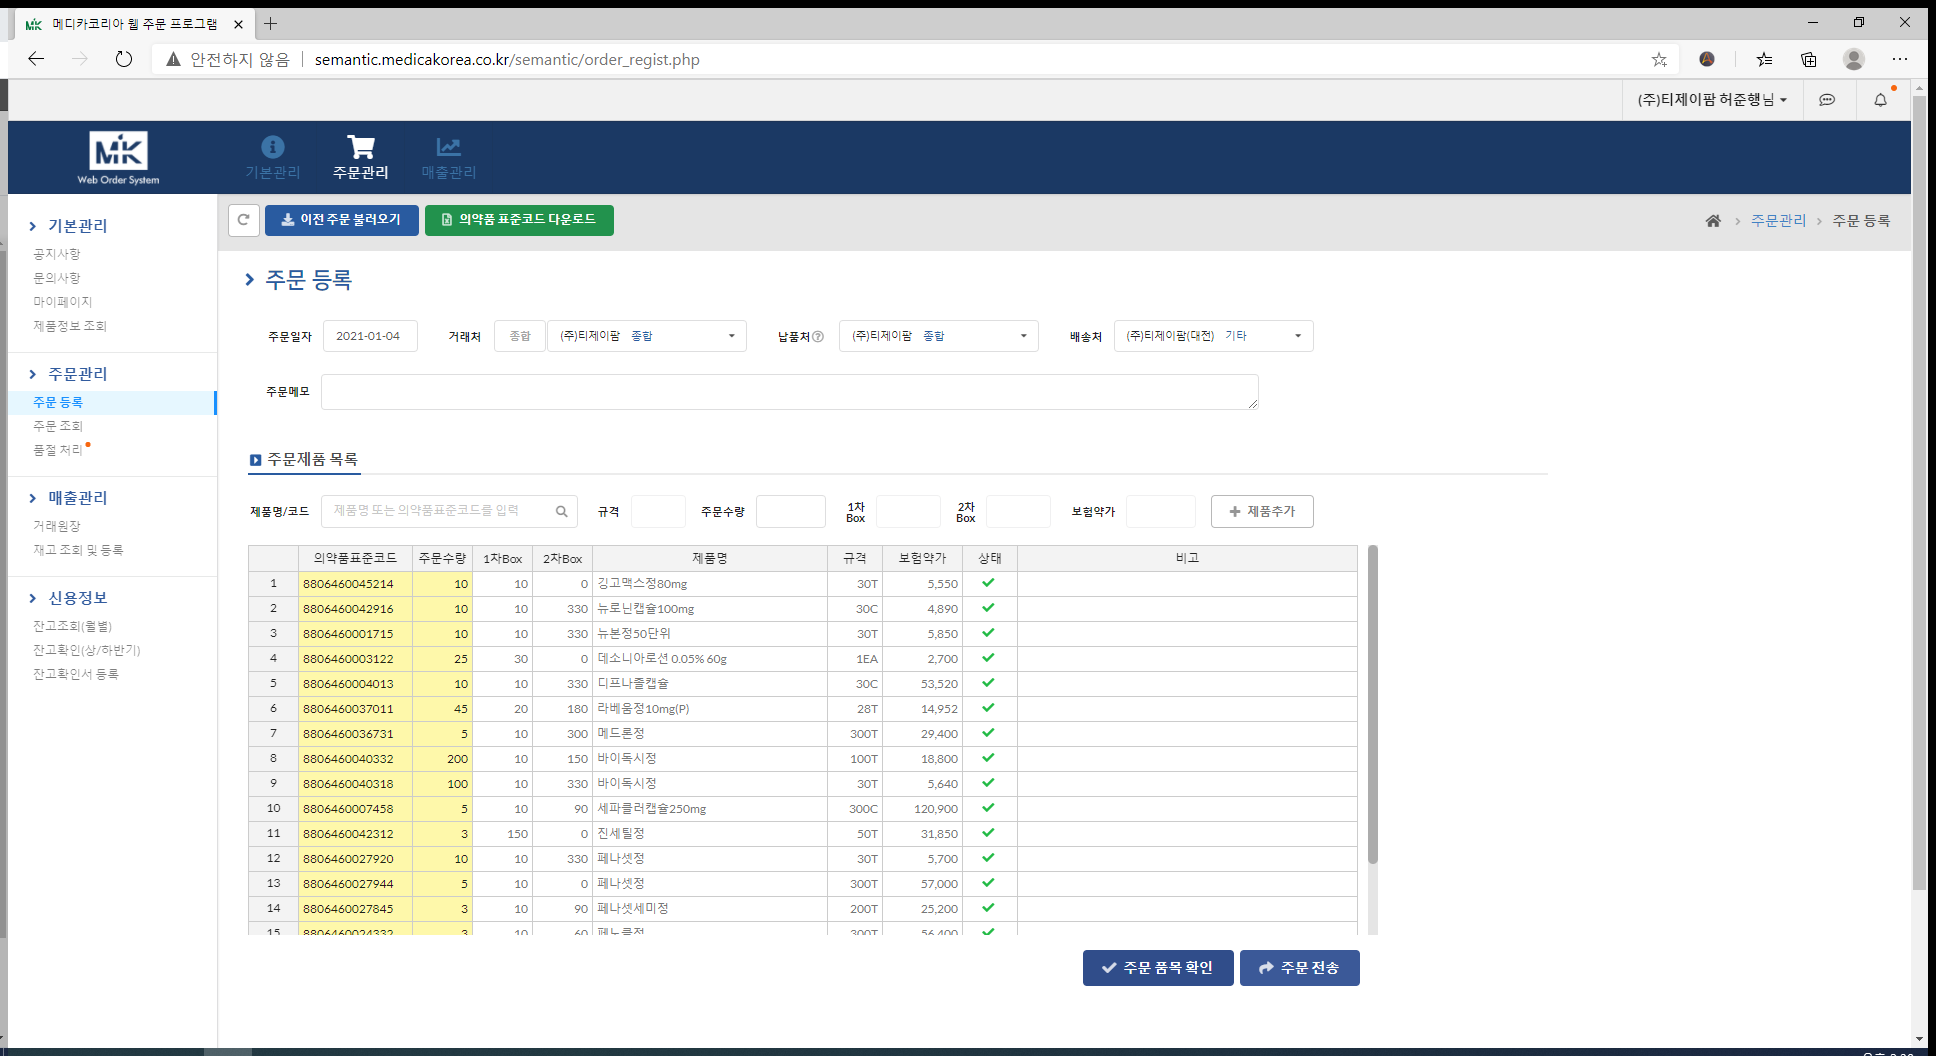 메디카코리아 웹 주문 프로그램
안전하지 않음 semantic.medicakorea.co.kr/semantic/order_regist.php
(주)티제이팜 허준행님
MIK
Web Order System
기본관리 주문관리 매출관리
이전 주문 불러오기 의약품 표준코드 다운로드
주문관리 > 주문 등록
기본관리
공지사항
문의사항
마이페이지
제품정보 조회
주문관리
주문 등록
주문 조회
품절 처리
매출관리
거래원장
재고 조회 및 등록
신용정보
잔고조회(월별)
잔고확인(상/하반기)
잔고확인서 등록
주문 등록
주문일자 2021-01-04 거래처 종합 (주)티제이팜 종합 납품처 (주)티제이팜 종합 배송처 (주)티제이팜(대전) 기타
주문메모
주문제품 목록
제품명/코드 제품명 또는 의약품표준코드를 입력 규격 주문수량 1차 Box 2차 Box 보험약가 제품추가
의약품표준코드 주문수량 1차Box 2차Box 제품명 규격 보험약가 상태 비고
1 8806460045214 10 10 0 깅고맥스정80mg 30T 5,550
2 8806460042916 10 10 330 뉴로닌캡슐100mg 30C 4,890
3 8806460001715 10 10 330 뉴본정50단위 30T 5,850
4 8806460003122 25 30 0 데소니아로션 0.05% 60g 1EA 2,700
5 8806460004013 10 10 330 디프나졸캡슐 30C 53,520
6 8806460037011 45 20 180 라베움정10mg(P) 28T 14,952
7 8806460036731 5 10 300 메드론정 300T 29,400
8 8806460040332 200 10 150 바이독시정 100T 18,800
9 8806460040318 100 10 330 바이독시정 30T 5,640
10 8806460007458 5 10 90 세파클러캡슐250mg 300C 120,900
11 8806460042312 3 150 0 진세틸정 50T 31,850
12 8806460027920 10 10 330 페나셋정 30T 5,700
13 8806460027944 5 10 0 페나셋정 300T 57,000
14 8806460027845 3 10 90 페나셋세미정 200T 25,200
15 8806460024332 3 10 60 페노클정 300T 56,400
주문 품목 확인 주문 전송